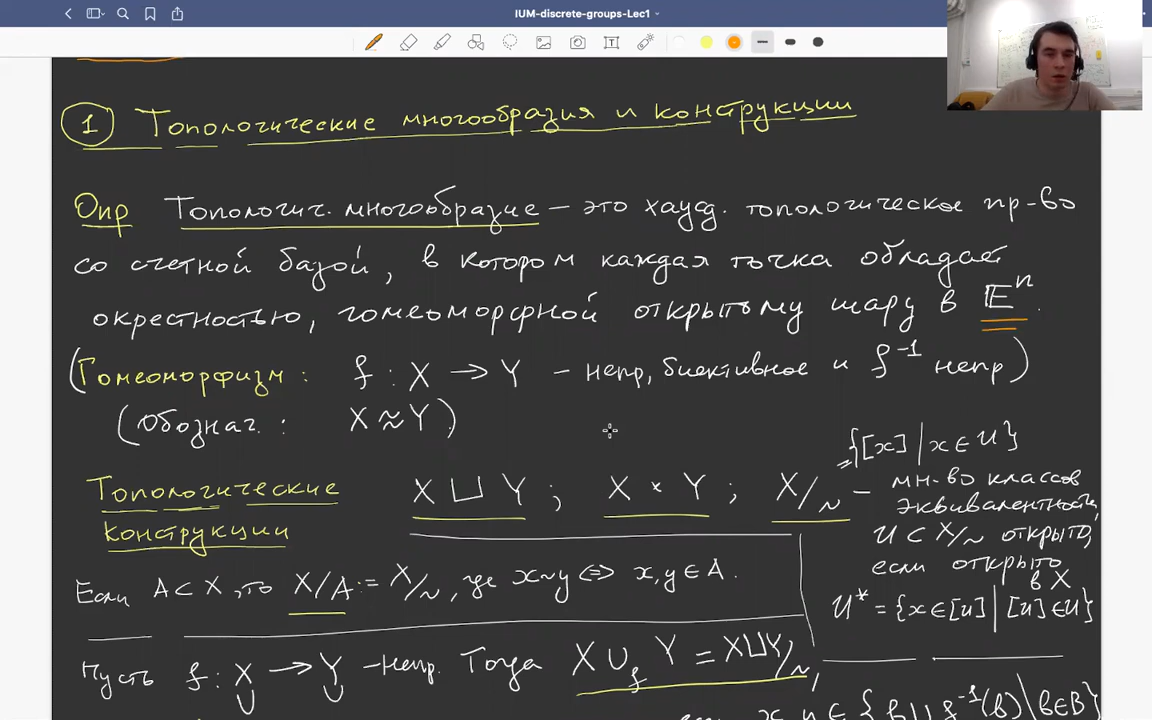 IUM-discrete-groups-Lec1
1 Топологические многообразия и конструкции
Опр Топологич. многообразие – это хаусд. топологическое пр-во
со счетной базой, в котором каждая точка обладает
окрестностью, гомеоморфной открытому шару в 𝔼ⁿ.
(Гомеоморфизм: f : X → Y – непр, биективное и f⁻¹ непр)
(Обознач.: X ≈ Y)
Топологические
конструкции
X ⊔ Y ; X × Y ; X/~ –
= {[x] | x ∈ U}
мн-во классов
эквивалентности,
U ⊂ X/~ открыто,
если открыто
в X
U* = {x ∈ [u] | [u] ∈ U}
Если A ⊂ X, то X/A := X/~, где x~y ⇔ x, y ∈ A.
Пусть f : X → Y – непр. Тогда X ∪_f Y = X⊔Y/~,
x, y ∈ {b ⊔ f⁻¹(b) | b ∈ B}